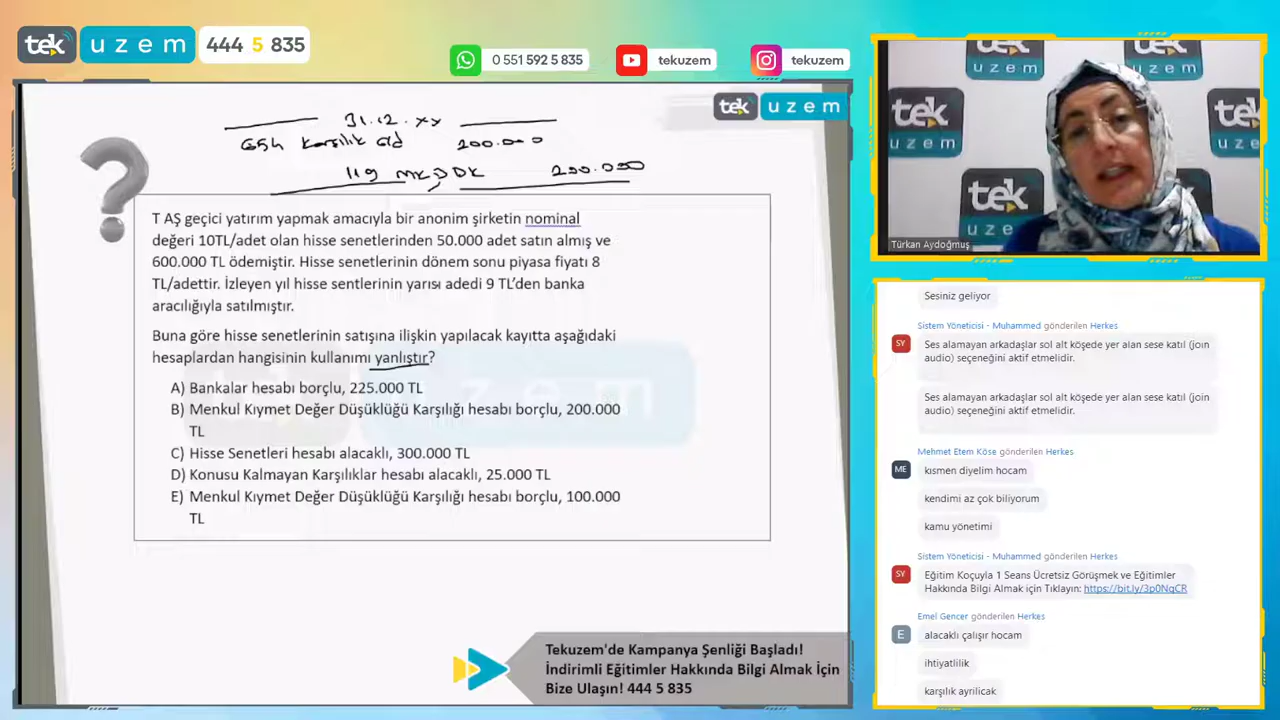 tek uzem 444 5 835
0 551 592 5 835
tekuzem
tekuzem
tek uzem
31.12.xx
654 Karşılık Gid 200.000
119 MKDDK 200.000
T AŞ geçici yatırım yapmak amacıyla bir anonim şirketin nominal
değeri 10TL/adet olan hisse senetlerinden 50.000 adet satın almış ve
600.000 TL ödemiştir. Hisse senetlerinin dönem sonu piyasa fiyatı 8
TL/adettir. İzleyen yıl hisse sentlerinin yarısı adedi 9 TL’den banka
aracılığıyla satılmıştır.
Buna göre hisse senetlerinin satışına ilişkin yapılacak kayıtta aşağıdaki
hesaplardan hangisinin kullanımı yanlıştır?
A) Bankalar hesabı borçlu, 225.000 TL
B) Menkul Kıymet Değer Düşüklüğü Karşılığı hesabı borçlu, 200.000
TL
C) Hisse Senetleri hesabı alacaklı, 300.000 TL
D) Konusu Kalmayan Karşılıklar hesabı alacaklı, 25.000 TL
E) Menkul Kıymet Değer Düşüklüğü Karşılığı hesabı borçlu, 100.000
TL
Tekuzem'de Kampanya Şenliği Başladı!
İndirimli Eğitimler Hakkında Bilgi Almak İçin
Bize Ulaşın! 444 5 835
tek uzem
Türkan Aydoğmuş
Sesiniz geliyor
Sistem Yöneticisi - Muhammed gönderilen Herkes
SY
Ses alamayan arkadaşlar sol alt köşede yer alan sese katıl (join
audio) seçeneğini aktif etmelidir.
Ses alamayan arkadaşlar sol alt köşede yer alan sese katıl (join
audio) seçeneğini aktif etmelidir.
Mehmet Etem Köse gönderilen Herkes
ME
kısmen diyelim hocam
kendimi az çok biliyorum
kamu yönetimi
Sistem Yöneticisi - Muhammed gönderilen Herkes
SY
Eğitim Koçuyla 1 Seans Ücretsiz Görüşmek ve Eğitimler
Hakkında Bilgi Almak için Tıklayın: https://bit.ly/3p0NqCR
Emel Gencer gönderilen Herkes
E
alacaklı çalışır hocam
ihtiyatlilik
karşılık ayrilicak